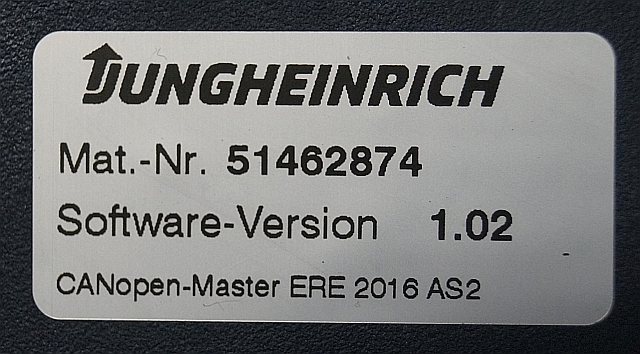 JUNGHEINRICH
Mat.-Nr. 51462874
Software-Version 1.02
CANopen-Master ERE 2016 AS2